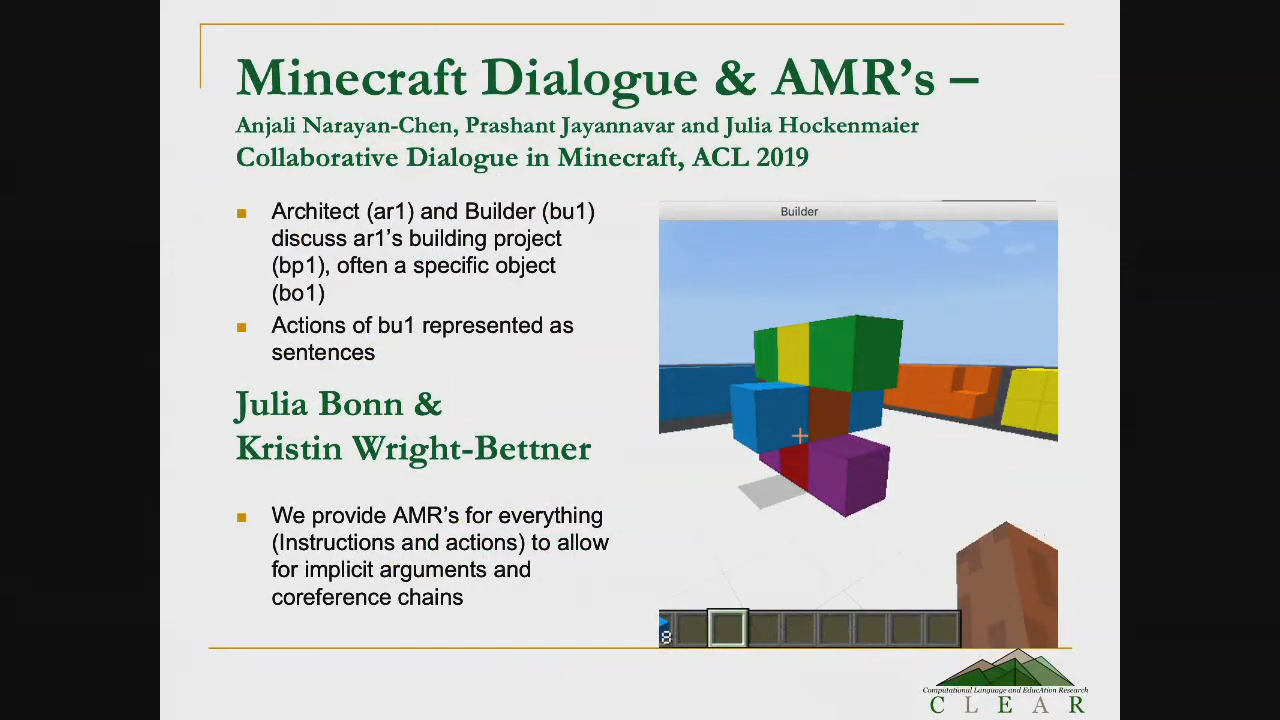 Minecraft Dialogue & AMR's –
Anjali Narayan-Chen, Prashant Jayannavar and Julia Hockenmaier
Collaborative Dialogue in Minecraft, ACL 2019
Architect (ar1) and Builder (bu1)
discuss ar1's building project
(bp1), often a specific object
(bo1)
Actions of bu1 represented as
sentences
Julia Bonn &
Kristin Wright-Bettner
We provide AMR's for everything
(Instructions and actions) to allow
for implicit arguments and
coreference chains
Builder
8
Computational Language and EducAtion Research
C L E A R